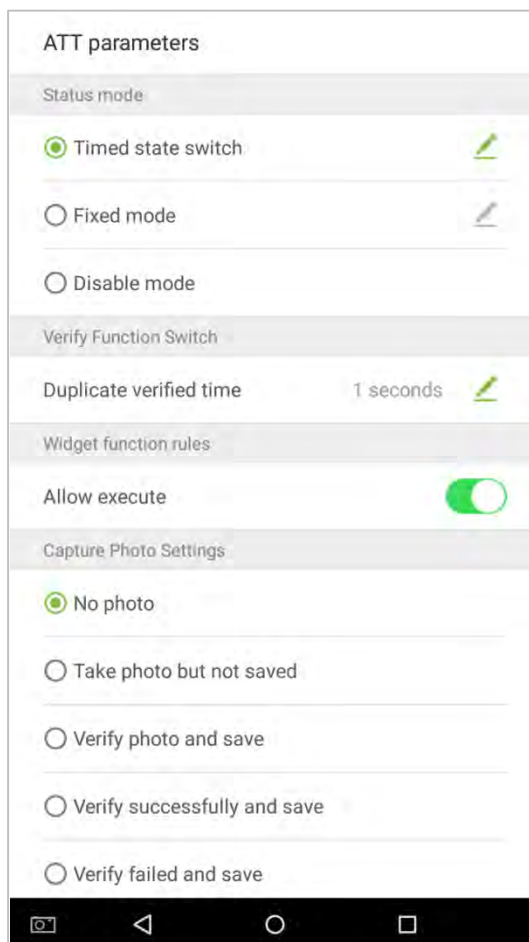 ATT parameters
Status mode
Timed state switch
Fixed mode
Disable mode
Verify Function Switch
Duplicate verified time 1 seconds
Widget function rules
Allow execute
Capture Photo Settings
No photo
Take photo but not saved
Verify photo and save
Verify successfully and save
Verify failed and save